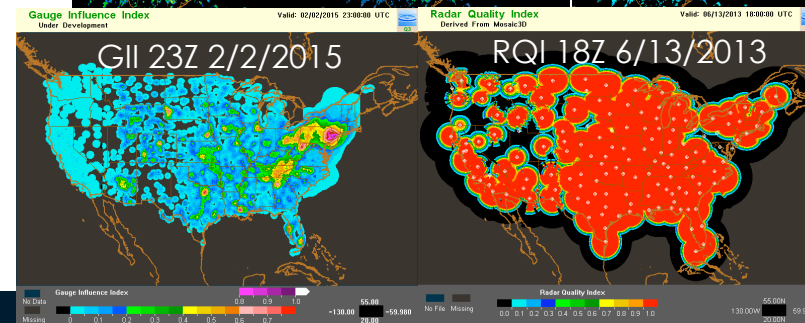 Gauge Influence Index
Under Development
Valid: 02/02/2015 23:00:00 UTC
Q3
GII 23Z 2/2/2015
No Data
Missing
Gauge Influence Index
0.8 0.9 1.0
0 0.1 0.2 0.3 0.4 0.5 0.6 0.7
55.00
-130.00 -59.980
20.00
Radar Quality Index
Derived From Mosaic3D
Valid: 06/13/2013 18:00:00 UTC
RQI 18Z 6/13/2013
No File Missing
Radar Quality Index
0.0 0.1 0.2 0.3 0.4 0.5 0.6 0.7 0.8 0.9 1.0
55.00N
130.00W
20.00N